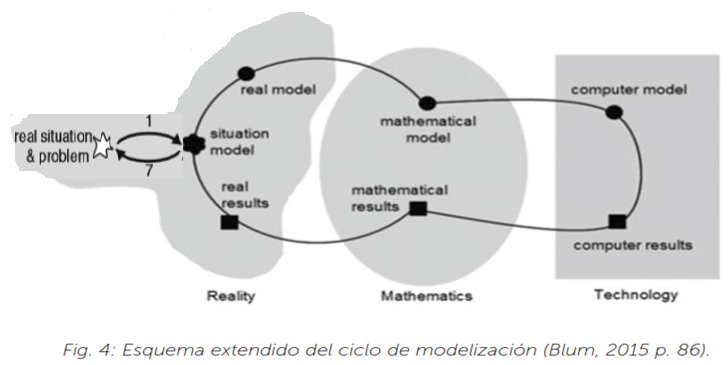 real situation
& problem
1
7
situation
model
real model
real
results
mathematical
model
mathematical
results
computer model
computer results
Reality
Mathematics
Technology
Fig. 4: Esquema extendido del ciclo de modelización (Blum, 2015 p. 86).